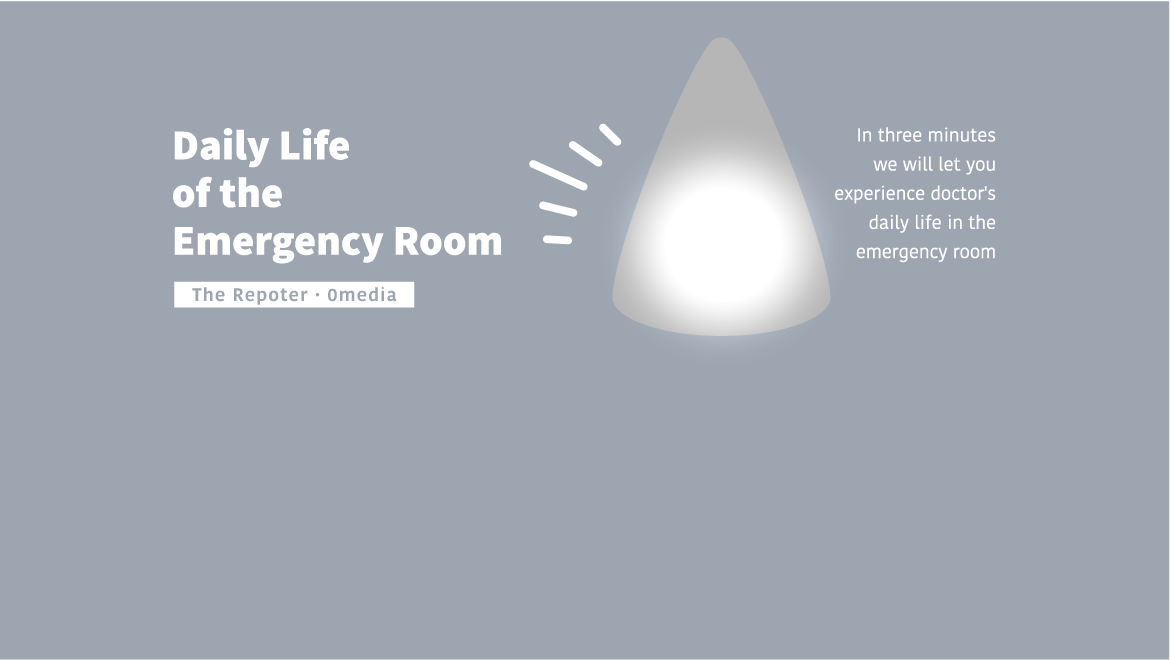 Daily Life
of the
Emergency Room
The Repoter · 0media
In three minutes
we will let you
experience doctor's
daily life in the
emergency room